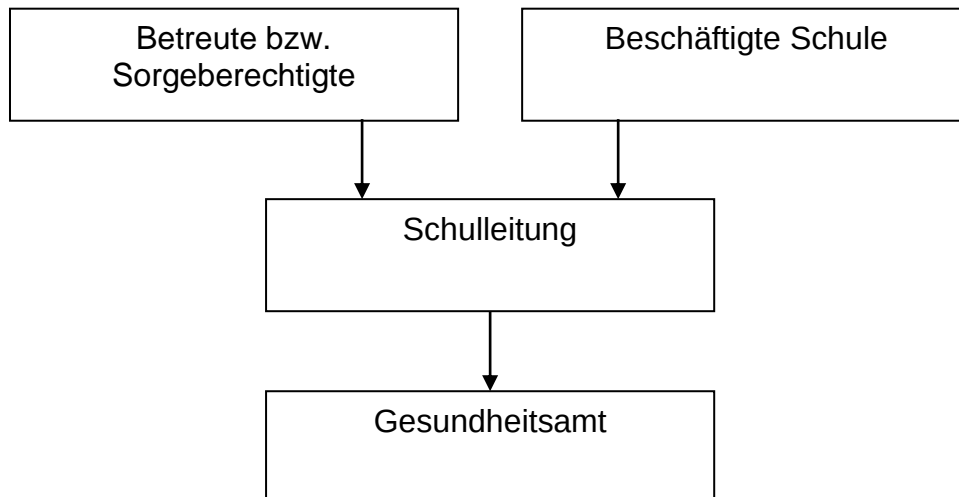 Betreute bzw.
Sorgeberechtigte
Beschäftigte Schule
Schulleitung
Gesundheitsamt